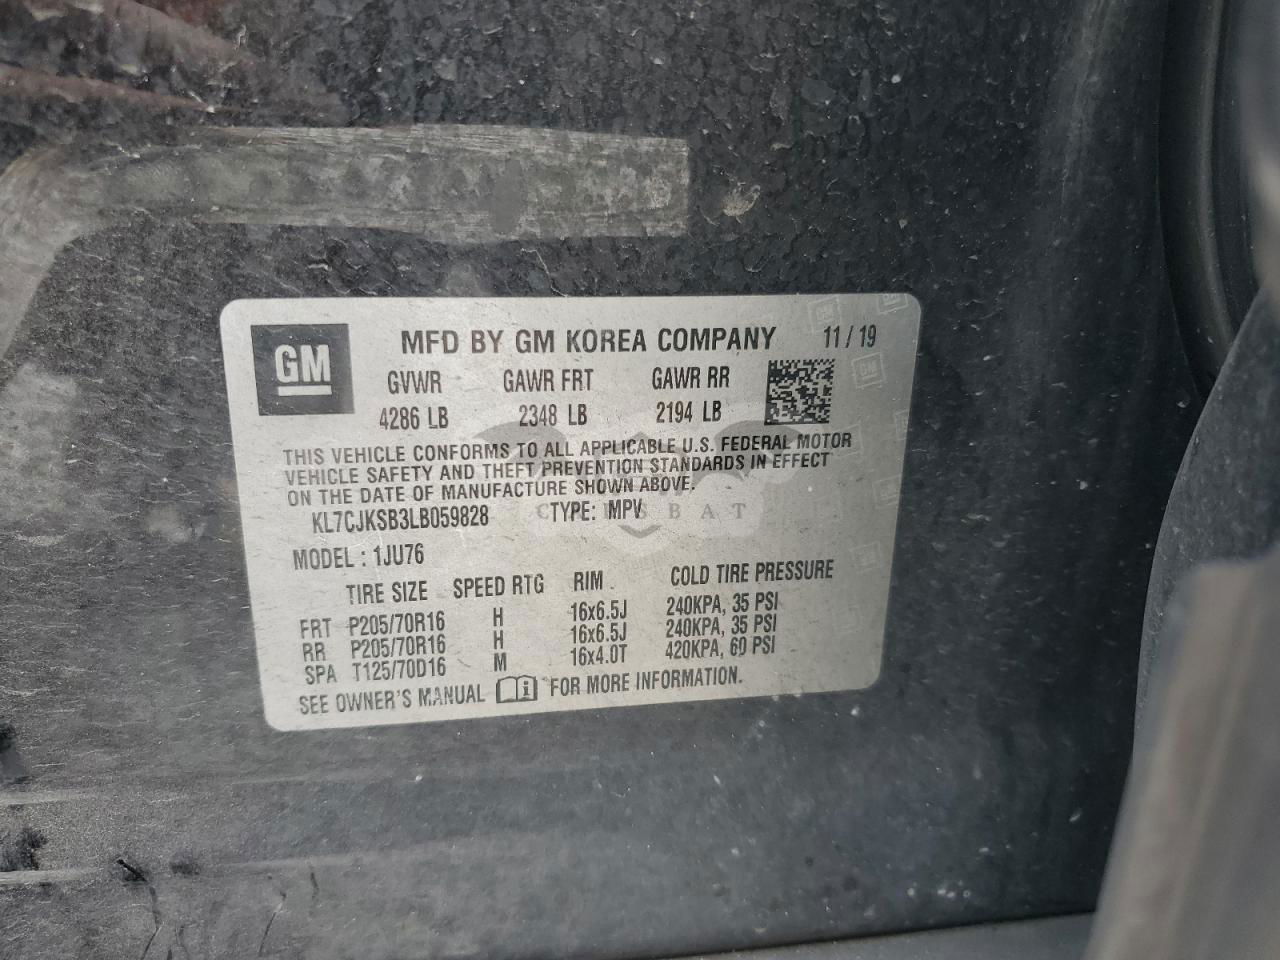 GM
MFD BY GM KOREA COMPANY 11 / 19
GVWR GAWR FRT GAWR RR
4286 LB 2348 LB 2194 LB
THIS VEHICLE CONFORMS TO ALL APPLICABLE U.S. FEDERAL MOTOR
VEHICLE SAFETY AND THEFT PREVENTION STANDARDS IN EFFECT
ON THE DATE OF MANUFACTURE SHOWN ABOVE.
KL7CJKSB3LB059828 TYPE: MPV
MODEL : 1JU76
TIRE SIZE SPEED RTG RIM COLD TIRE PRESSURE
FRT P205/70R16 H 16x6.5J 240KPA, 35 PSI
RR P205/70R16 H 16x6.5J 240KPA, 35 PSI
SPA T125/70D16 M 16x4.0T 420KPA, 60 PSI
SEE OWNER'S MANUAL FOR MORE INFORMATION.